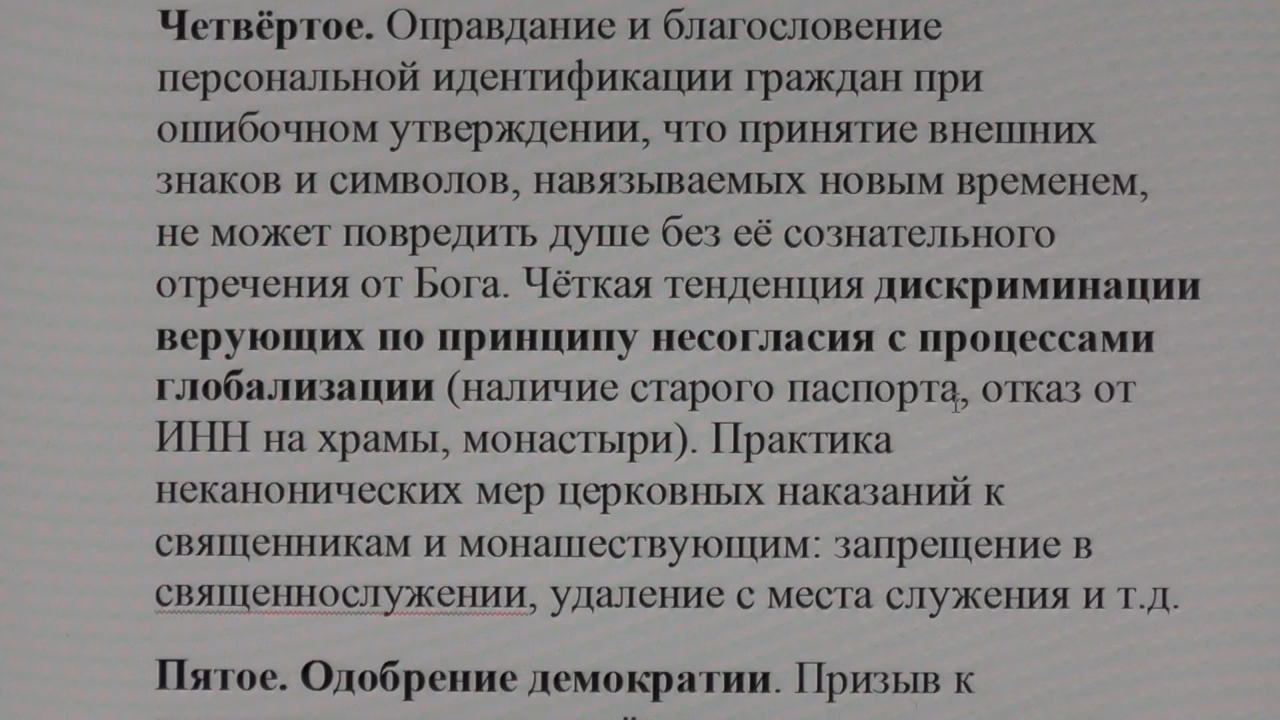 Четвёртое. Оправдание и благословение
персональной идентификации граждан при
ошибочном утверждении, что принятие внешних
знаков и символов, навязываемых новым временем,
не может повредить душе без её сознательного
отречения от Бога. Чёткая тенденция дискриминации
верующих по принципу несогласия с процессами
глобализации (наличие старого паспорта, отказ от
ИНН на храмы, монастыри). Практика
неканонических мер церковных наказаний к
священникам и монашествующим: запрещение в
священнослужении, удаление с места служения и т.д.
Пятое. Одобрение демократии. Призыв к